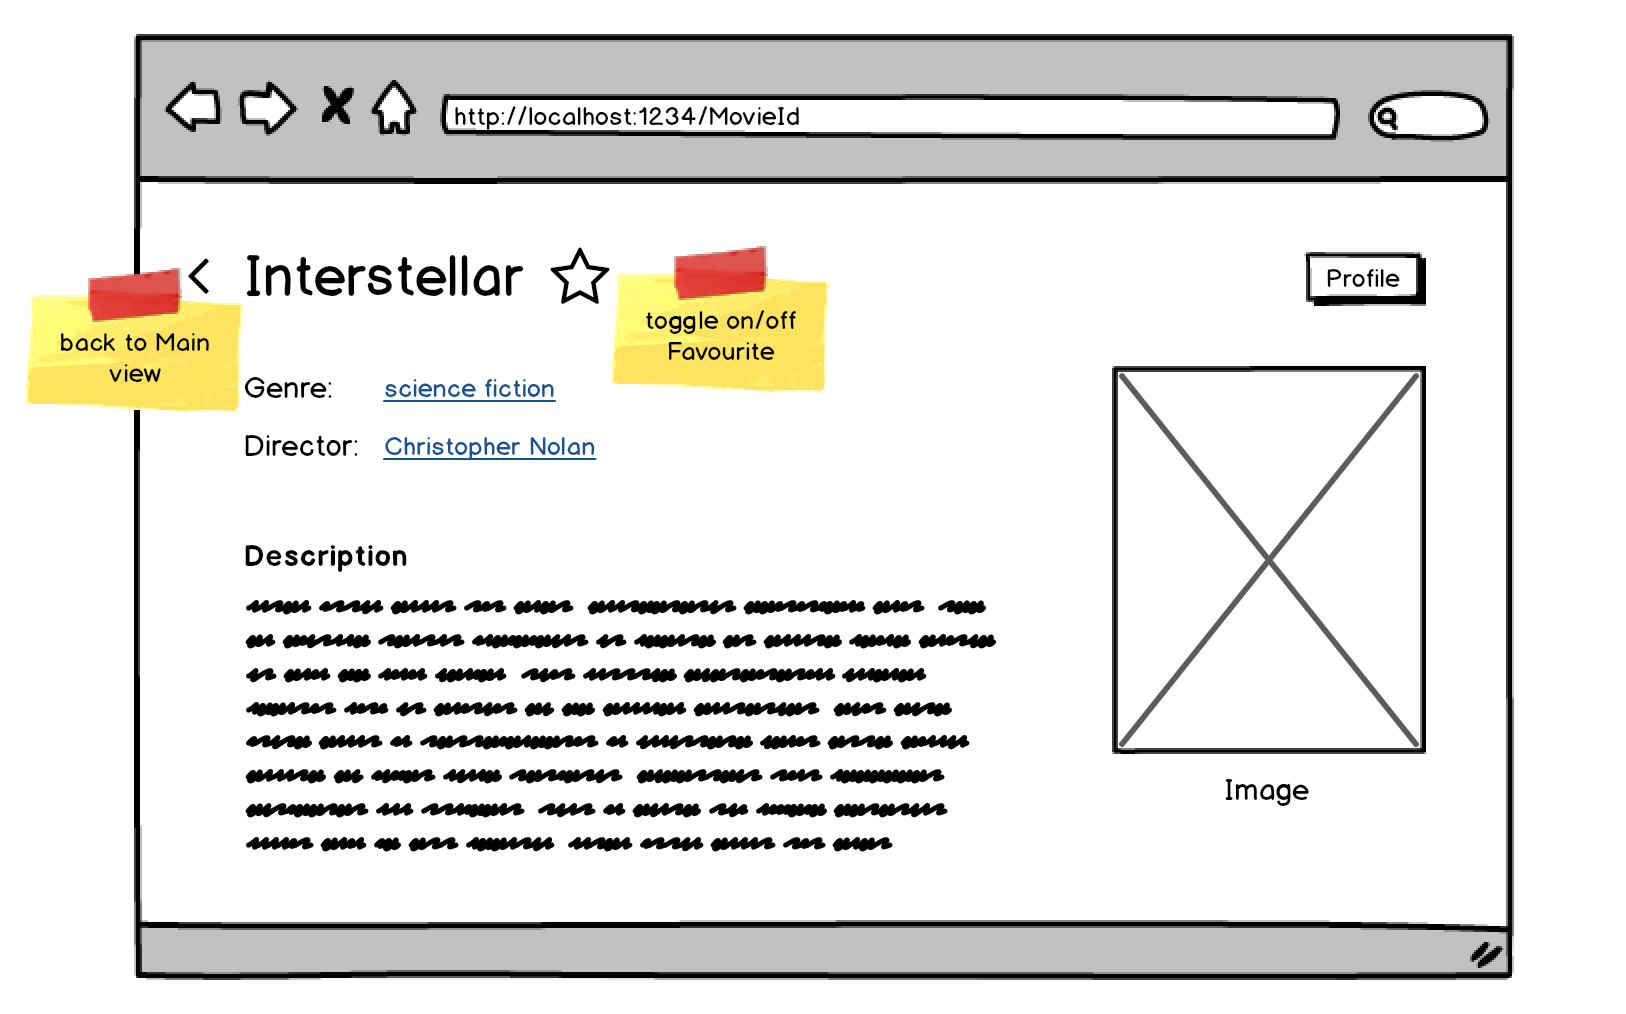 http://localhost:1234/MovieId
Interstellar
Profile
back to Main
view
toggle on/off
Favourite
Genre: science fiction
Director: Christopher Nolan
Description
Image